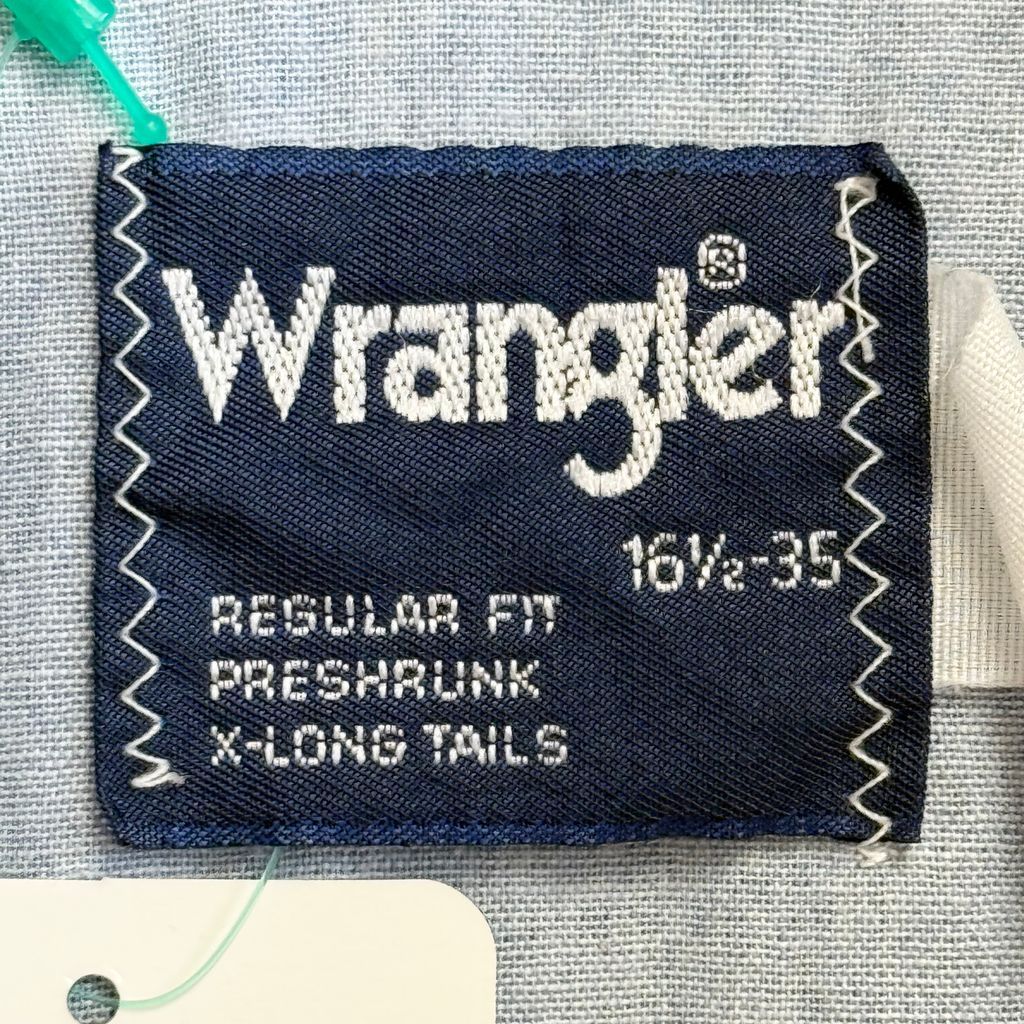 Wrangler®
16½-35
REGULAR FIT
PRESHRUNK
X-LONG TAILS